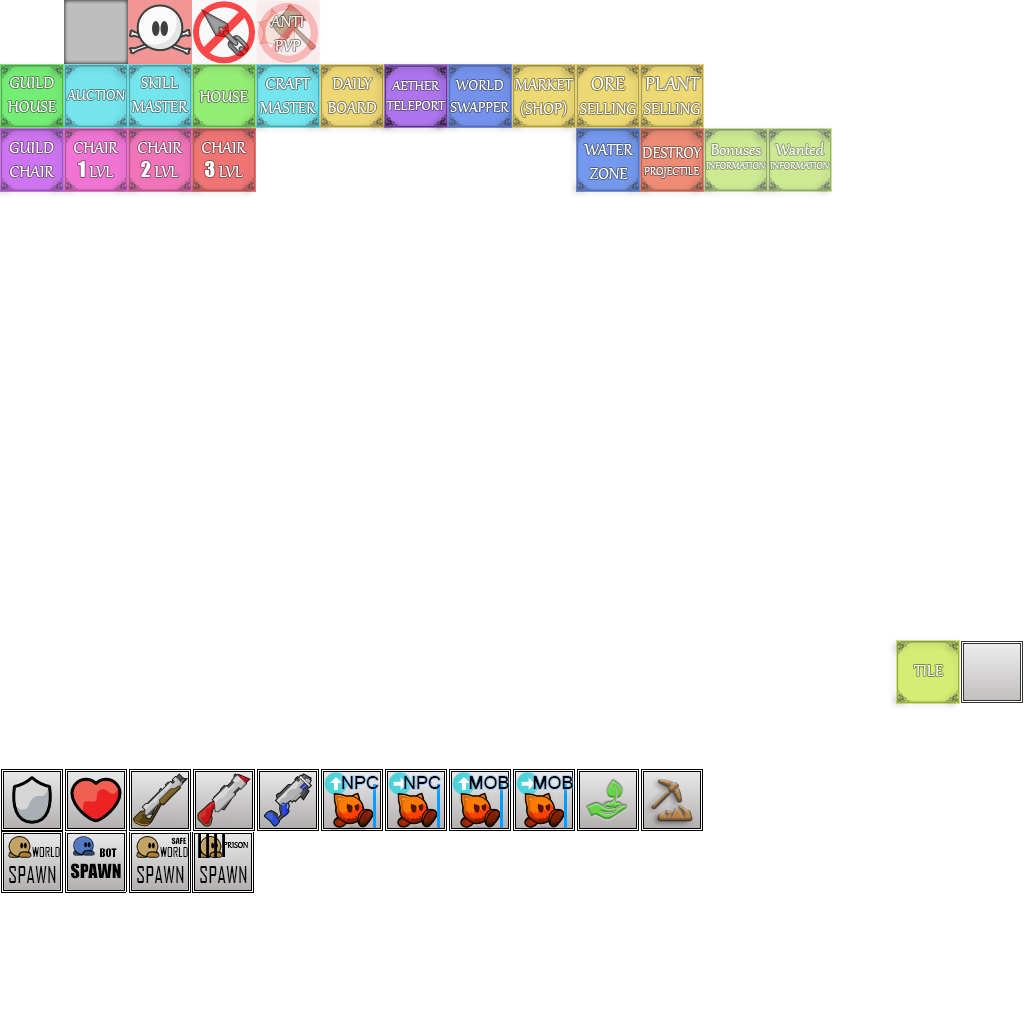 ANTI
PVP
GUILD
HOUSE
AUCTION
SKILL
MASTER
HOUSE
CRAFT
MASTER
DAILY
BOARD
AETHER
TELEPORT
WORLD
SWAPPER
MARKET
(SHOP)
ORE
SELLING
PLANT
SELLING
GUILD
CHAIR
CHAIR
1 LVL
CHAIR
2 LVL
CHAIR
3 LVL
WATER
ZONE
DESTROY
PROJECTILE
Bonuses
INFORMATION
Wanted
INFORMATION
TILE
NPC
NPC
MOB
MOB
WORLD
SPAWN
BOT
SPAWN
SAFE
WORLD
SPAWN
PRISON
SPAWN